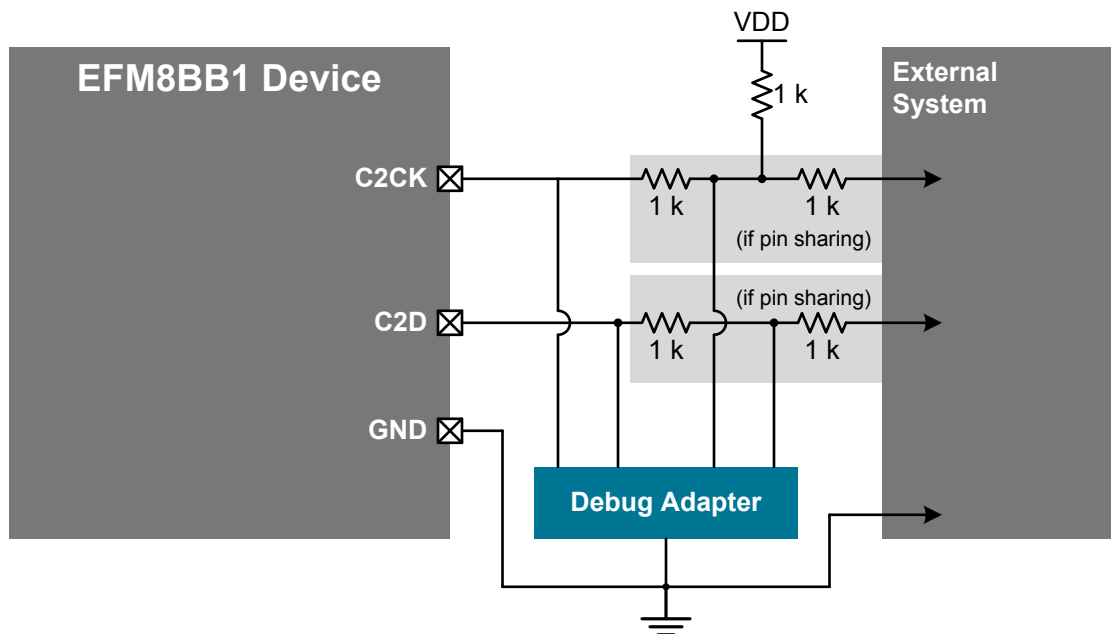 VDD
EFM8BB1 Device
External
System
1 k
C2CK
1 k
1 k
(if pin sharing)
(if pin sharing)
C2D
1 k
1 k
GND
Debug Adapter